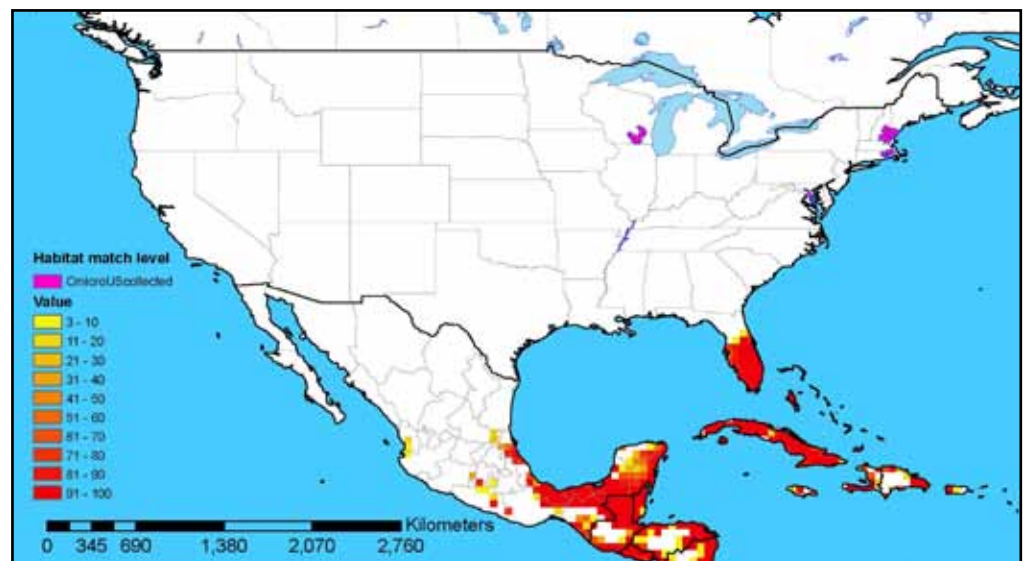 Habitat match level
OmicroUScollected
Value
3 - 10
11 - 20
21 - 30
31 - 40
41 - 50
51 - 60
61 - 70
71 - 80
81 - 90
91 - 100
Kilometers
0 345 690 1,380 2,070 2,760